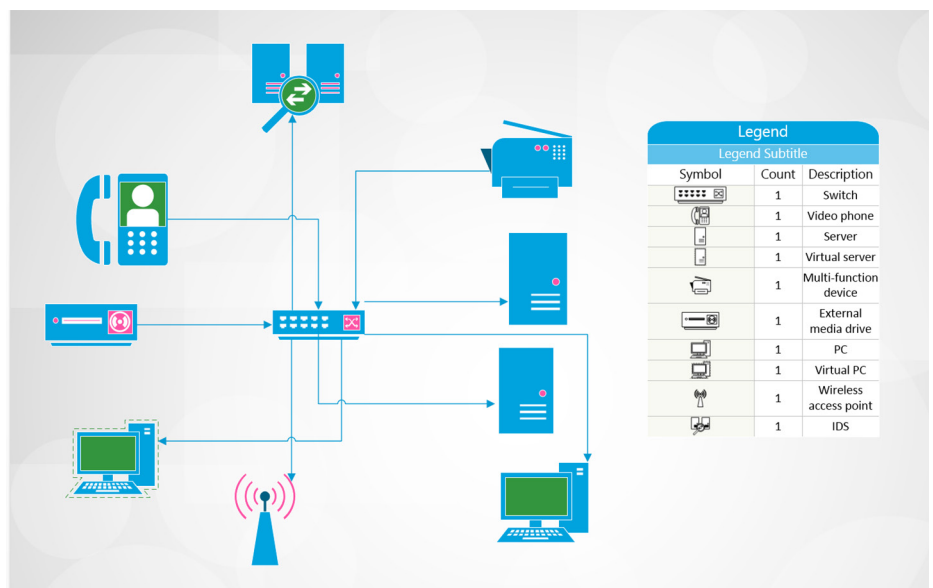 Legend
Legend Subtitle
Symbol Count Description
1 Switch
1 Video phone
1 Server
1 Virtual server
1 Multi-function
device
1 External
media drive
1 PC
1 Virtual PC
1 Wireless
access point
1 IDS